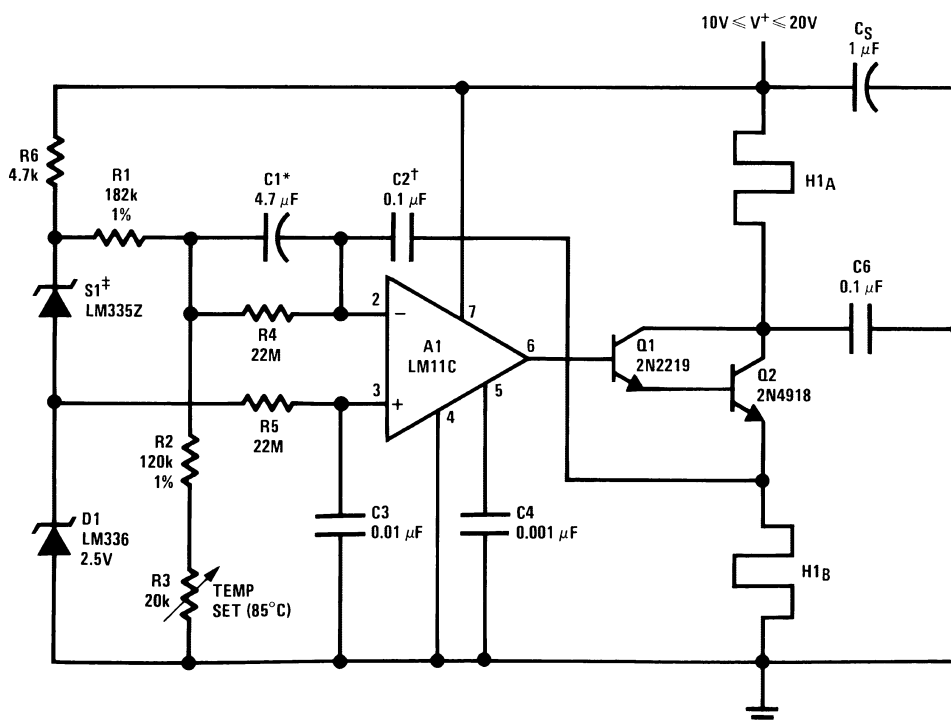 10V ≤ V⁺ ≤ 20V
CS
1 μF
R6
4.7k
R1
182k
1%
C1*
4.7 μF
C2†
0.1 μF
H1A
S1‡
LM335Z
R4
22M
2
−
7
A1
LM11C
6
Q1
2N2219
C6
0.1 μF
Q2
2N4918
3
+
4
5
R5
22M
R2
120k
1%
D1
LM336
2.5V
C3
0.01 μF
C4
0.001 μF
R3
20k
TEMP
SET (85°C)
H1B